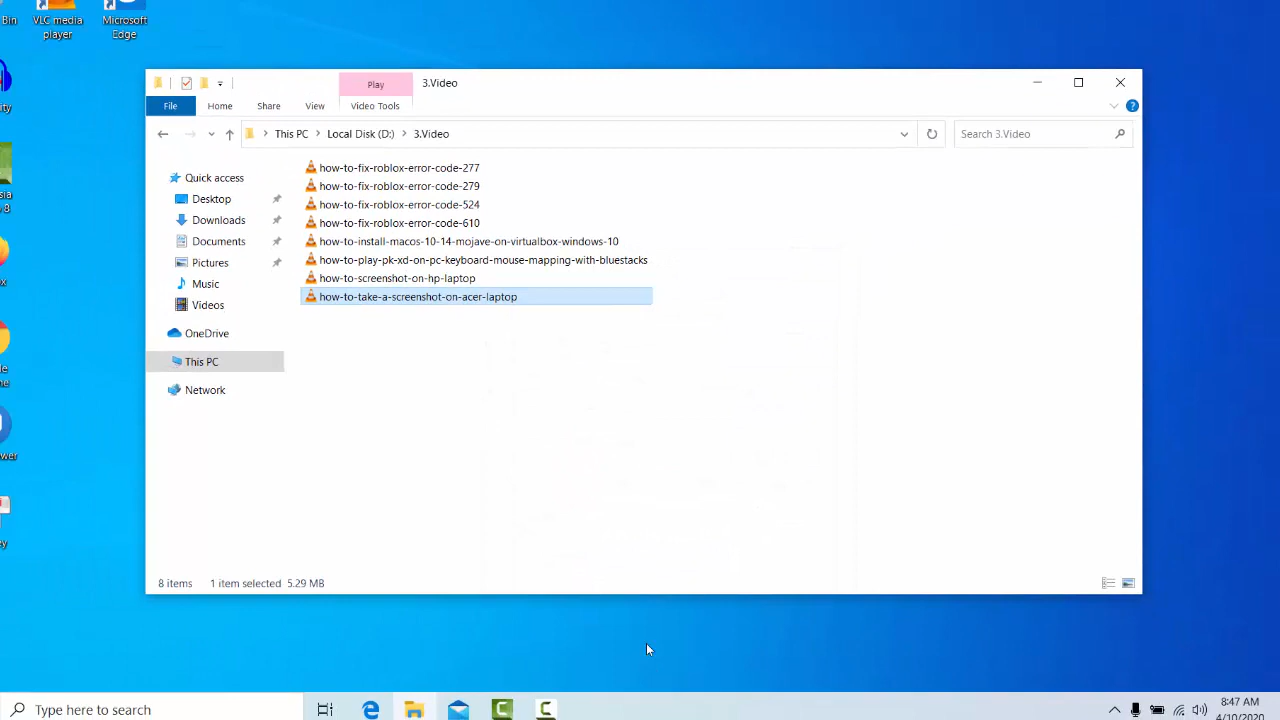 Bin
VLC media
player
Microsoft
Edge
Play
3.Video
File
Home
Share
View
Video Tools
This PC
Local Disk (D:)
3.Video
Search 3.Video
Quick access
Desktop
Downloads
Documents
Pictures
Music
Videos
OneDrive
This PC
Network
how-to-fix-roblox-error-code-277
how-to-fix-roblox-error-code-279
how-to-fix-roblox-error-code-524
how-to-fix-roblox-error-code-610
how-to-install-macos-10-14-mojave-on-virtualbox-windows-10
how-to-play-pk-xd-on-pc-keyboard-mouse-mapping-with-bluestacks
how-to-screenshot-on-hp-laptop
how-to-take-a-screenshot-on-acer-laptop
8 items
1 item selected 5.29 MB
Type here to search
8:47 AM
4/10/2020